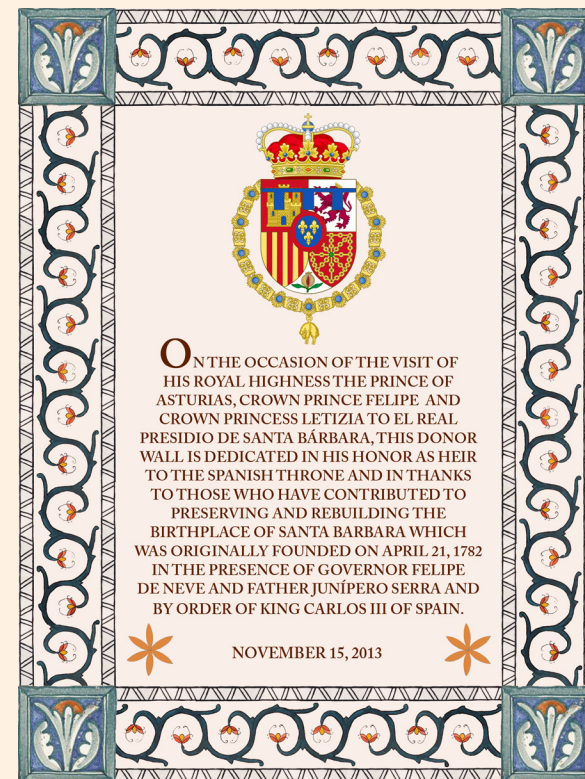 ON THE OCCASION OF THE VISIT OF
HIS ROYAL HIGHNESS THE PRINCE OF
ASTURIAS, CROWN PRINCE FELIPE AND
CROWN PRINCESS LETIZIA TO EL REAL
PRESIDIO DE SANTA BÁRBARA, THIS DONOR
WALL IS DEDICATED IN HIS HONOR AS HEIR
TO THE SPANISH THRONE AND IN THANKS
TO THOSE WHO HAVE CONTRIBUTED TO
PRESERVING AND REBUILDING THE
BIRTHPLACE OF SANTA BARBARA WHICH
WAS ORIGINALLY FOUNDED ON APRIL 21, 1782
IN THE PRESENCE OF GOVERNOR FELIPE
DE NEVE AND FATHER JUNÍPERO SERRA AND
BY ORDER OF KING CARLOS III OF SPAIN.
NOVEMBER 15, 2013